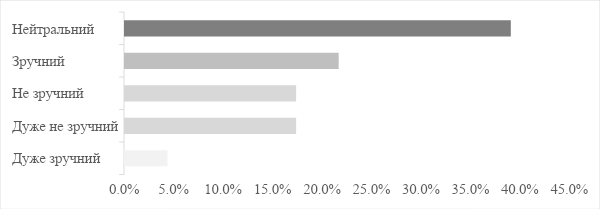 Нейтральний
Зручний
Не зручний
Дуже не зручний
Дуже зручний
0.0% 5.0% 10.0% 15.0% 20.0% 25.0% 30.0% 35.0% 40.0% 45.0%